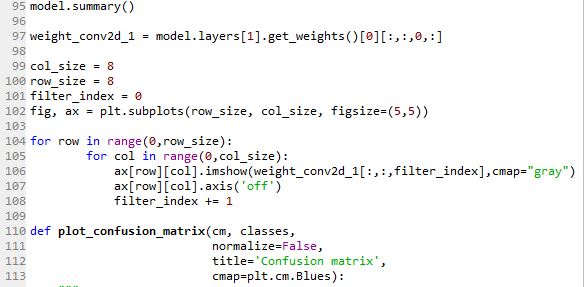 95 model.summary()
96
97 weight_conv2d_1 = model.layers[1].get_weights()[0][:,:,0,:]
98
99 col_size = 8
100 row_size = 8
101 filter_index = 0
102 fig, ax = plt.subplots(row_size, col_size, figsize=(5,5))
103
104 for row in range(0,row_size):
105         for col in range(0,col_size):
106             ax[row][col].imshow(weight_conv2d_1[:,:,filter_index],cmap="gray")
107             ax[row][col].axis('off')
108             filter_index += 1
109
110 def plot_confusion_matrix(cm, classes,
111                           normalize=False,
112                           title='Confusion matrix',
113                           cmap=plt.cm.Blues):